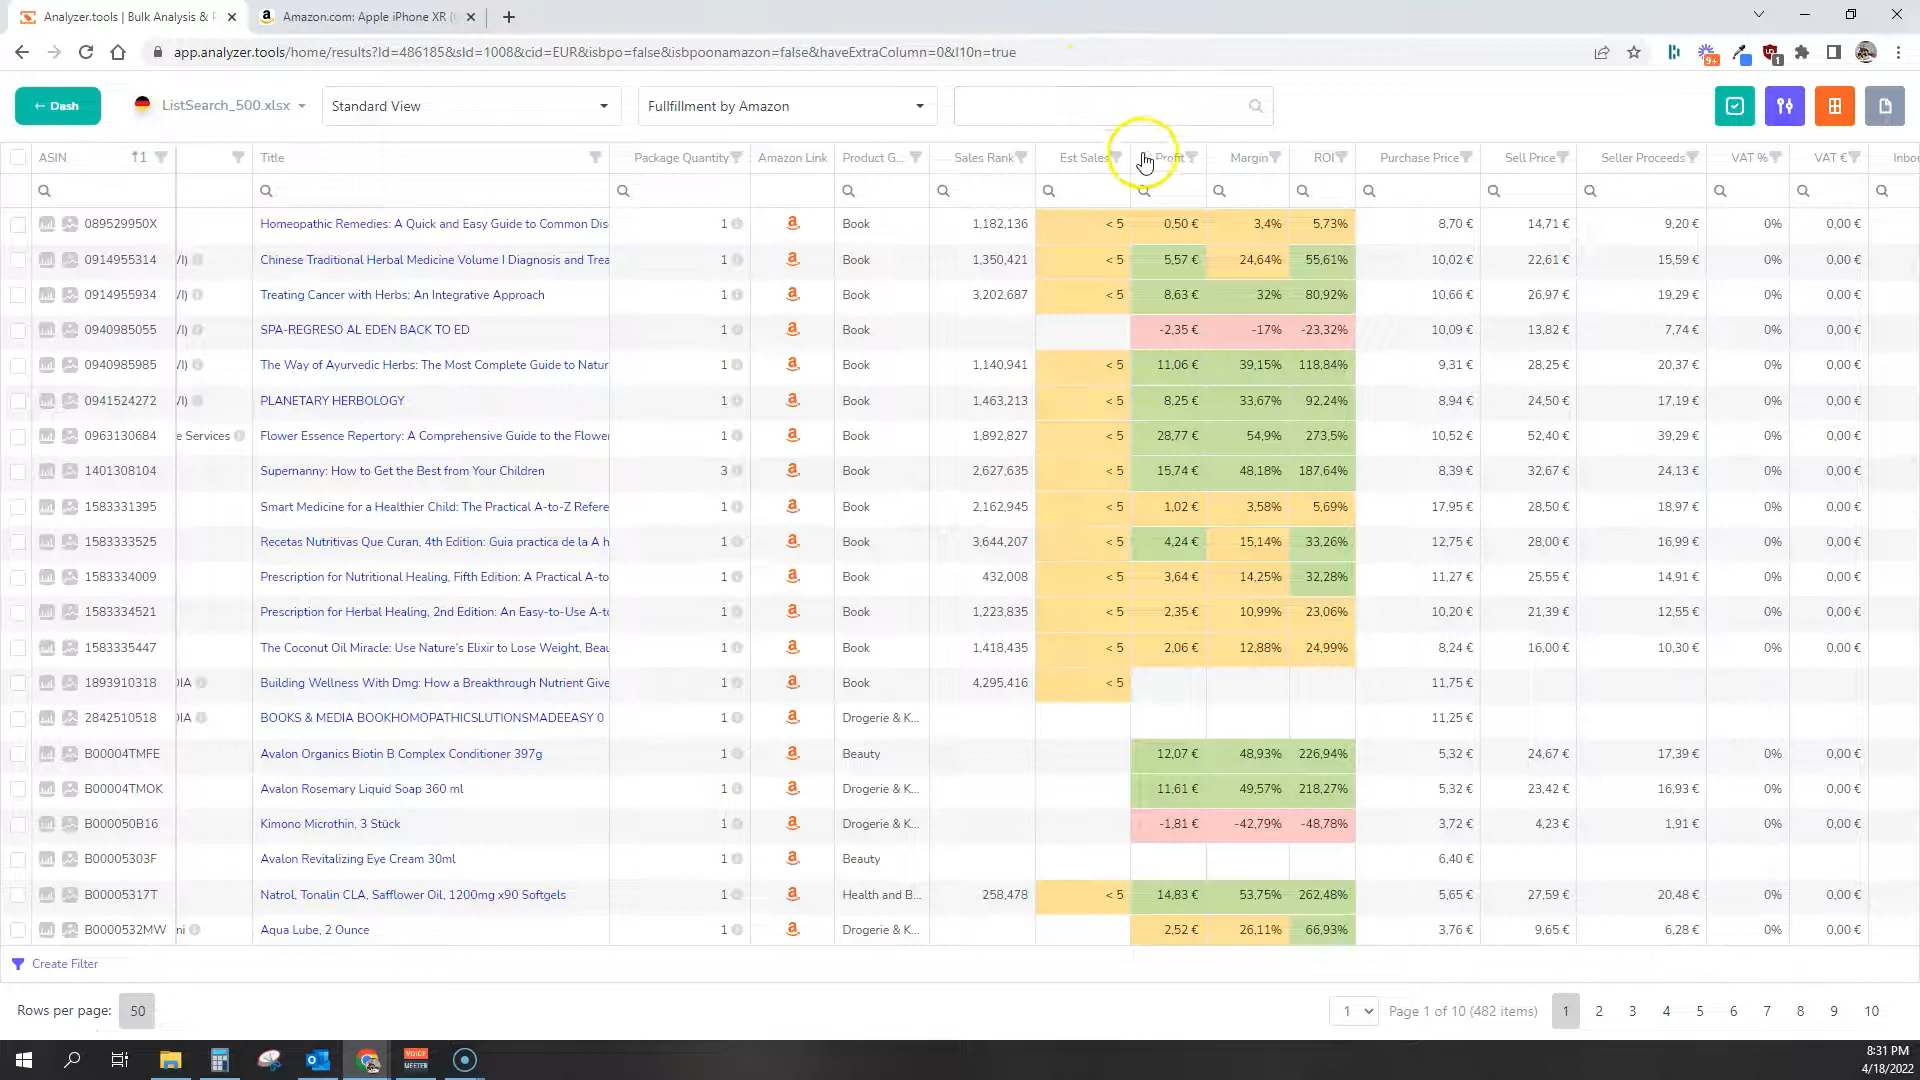 Analyzer.tools | Bulk Analysis &
Amazon.com: Apple iPhone XR (
app.analyzer.tools/home/results?Id=486185&sId=1008&cid=EUR&isbpo=false&isbpoonamazon=false&haveExtraColumn=0&l10n=true
9+
1
← Dash
ListSearch_500.xlsx
Standard View
Fullfillment by Amazon
ASIN 1 Title Package Quantity Amazon Link Product G... Sales Rank Est Sales Profit Margin ROI Purchase Price Sell Price Seller Proceeds VAT % VAT € Inbo
089529950X Homeopathic Remedies: A Quick and Easy Guide to Common Dis 1 Book 1,182,136 < 5 0,50 € 3,4% 5,73% 8,70 € 14,71 € 9,20 € 0% 0,00 €
0914955314 /I) Chinese Traditional Herbal Medicine Volume I Diagnosis and Trea 1 Book 1,350,421 < 5 5,57 € 24,64% 55,61% 10,02 € 22,61 € 15,59 € 0% 0,00 €
0914955934 /I) Treating Cancer with Herbs: An Integrative Approach 1 Book 3,202,687 < 5 8,63 € 32% 80,92% 10,66 € 26,97 € 19,29 € 0% 0,00 €
0940985055 SPA-REGRESO AL EDEN BACK TO ED 1 Book -2,35 € -17% -23,32% 10,09 € 13,82 € 7,74 € 0% 0,00 €
0940985985 /I) The Way of Ayurvedic Herbs: The Most Complete Guide to Natur 1 Book 1,140,941 < 5 11,06 € 39,15% 118,84% 9,31 € 28,25 € 20,37 € 0% 0,00 €
0941524272 /I) PLANETARY HERBOLOGY 1 Book 1,463,213 < 5 8,25 € 33,67% 92,24% 8,94 € 24,50 € 17,19 € 0% 0,00 €
0963130684 e Services Flower Essence Repertory: A Comprehensive Guide to the Flower 1 Book 1,892,827 < 5 28,77 € 54,9% 273,5% 10,52 € 52,40 € 39,29 € 0% 0,00 €
1401308104 Supernanny: How to Get the Best from Your Children 3 Book 2,627,635 < 5 15,74 € 48,18% 187,64% 8,39 € 32,67 € 24,13 € 0% 0,00 €
1583331395 Smart Medicine for a Healthier Child: The Practical A-to-Z Refere 1 Book 2,162,945 < 5 1,02 € 3,58% 5,69% 17,95 € 28,50 € 18,97 € 0% 0,00 €
1583333525 Recetas Nutritivas Que Curan, 4th Edition: Guia practica de la A h 1 Book 3,644,207 < 5 4,24 € 15,14% 33,26% 12,75 € 28,00 € 16,99 € 0% 0,00 €
1583334009 Prescription for Nutritional Healing, Fifth Edition: A Practical A-to 1 Book 432,008 < 5 3,64 € 14,25% 32,28% 11,27 € 25,55 € 14,91 € 0% 0,00 €
1583334521 Prescription for Herbal Healing, 2nd Edition: An Easy-to-Use A-to 1 Book 1,223,835 < 5 2,35 € 10,99% 23,06% 10,20 € 21,39 € 12,55 € 0% 0,00 €
1583335447 The Coconut Oil Miracle: Use Nature's Elixir to Lose Weight, Beau 1 Book 1,418,435 < 5 2,06 € 12,88% 24,99% 8,24 € 16,00 € 10,30 € 0% 0,00 €
1893910318 IA Building Wellness With Dmg: How a Breakthrough Nutrient Give 1 Book 4,295,416 < 5 11,75 €
2842510518 IA BOOKS & MEDIA BOOKHOMOPATHICSLUTIONSMADEEASY 0 1 Drogerie & K... 11,25 €
B00004TMFE Avalon Organics Biotin B Complex Conditioner 397g 1 Beauty 12,07 € 48,93% 226,94% 5,32 € 24,67 € 17,39 € 0% 0,00 €
B00004TMOK Avalon Rosemary Liquid Soap 360 ml 1 Drogerie & K... 11,61 € 49,57% 218,27% 5,32 € 23,42 € 16,93 € 0% 0,00 €
B000050B16 Kimono Microthin, 3 Stück 1 Drogerie & K... -1,81 € -42,79% -48,78% 3,72 € 4,23 € 1,91 € 0% 0,00 €
B00005303F Avalon Revitalizing Eye Cream 30ml 1 Beauty 6,40 €
B00005317T Natrol, Tonalin CLA, Safflower Oil, 1200mg x90 Softgels 1 Health and B... 258,478 < 5 14,83 € 53,75% 262,48% 5,65 € 27,59 € 20,48 € 0% 0,00 €
B0000532MW ni Aqua Lube, 2 Ounce 1 Drogerie & K... 2,52 € 26,11% 66,93% 3,76 € 9,65 € 6,28 € 0% 0,00 €
Create Filter
Rows per page: 50 1 Page 1 of 10 (482 items) 1 2 3 4 5 6 7 8 9 10
VOICE
MEETER
8:31 PM
4/18/2022